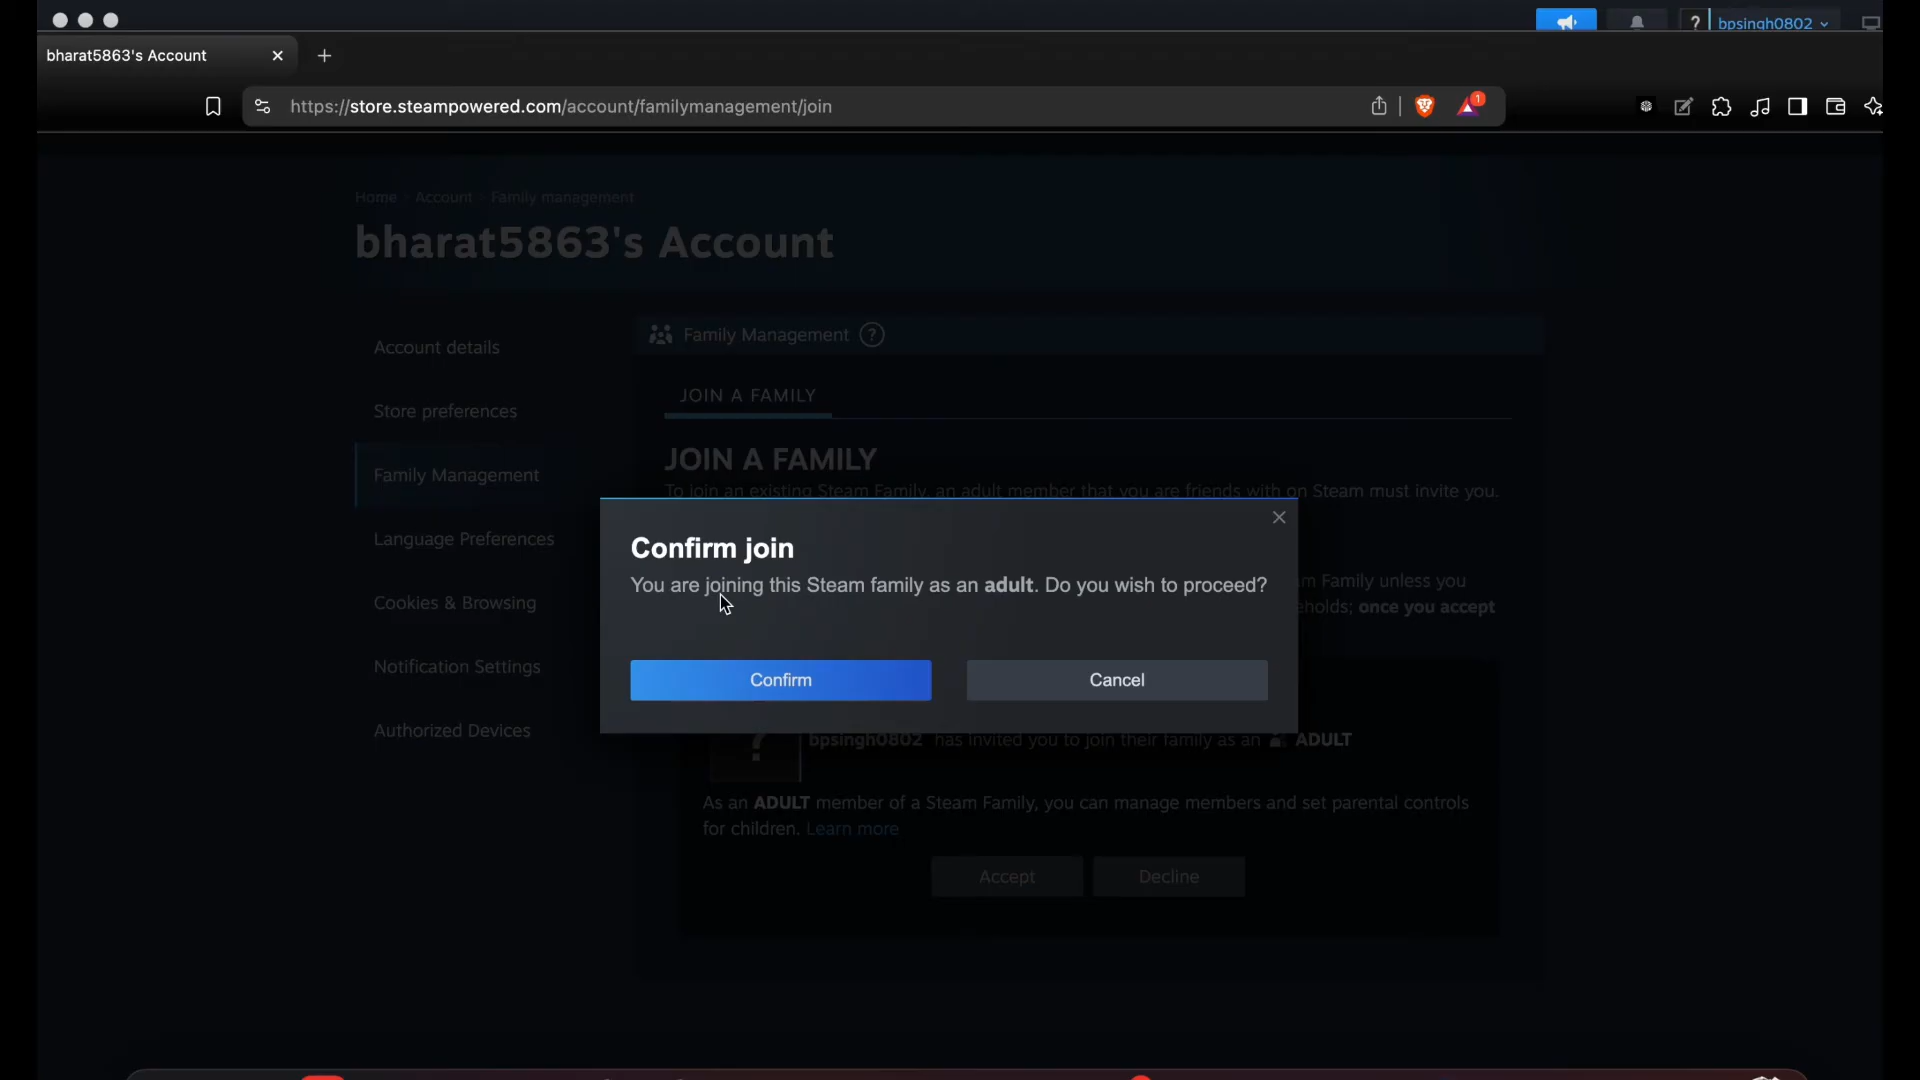 ? bpsingh0802
bharat5863's Account
https://store.steampowered.com/account/familymanagement/join
1
Home Account Family management
bharat5863's Account
Account details
Store preferences
Family Management
Language Preferences
Cookies & Browsing
Notification Settings
Authorized Devices
Family Management ?
JOIN A FAMILY
JOIN A FAMILY
To join an existing Steam Family, an adult member that you are friends with on Steam must invite you.
Family unless you
once you accept
Confirm join
You are joining this Steam family as an adult. Do you wish to proceed?
Confirm
Cancel
?
bpsingh0802 has invited you to join their family as an ADULT
As an ADULT member of a Steam Family, you can manage members and set parental controls
for children. Learn more
Accept
Decline